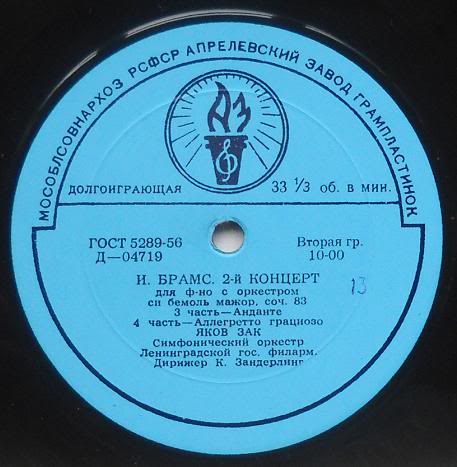 МОСОБЛСОВНАРХОЗ РСФСР АПРЕЛЕВСКИЙ ЗАВОД ГРАМПЛАСТИНОК
АЗ
ДОЛГОИГРАЮЩАЯ 33 1/3 об. в мин.
ГОСТ 5289-56 Вторая гр.
Д—04719 10-00
И. БРАМС. 2-й КОНЦЕРТ
для ф-но с оркестром
си бемоль мажор, соч. 83
13
3 часть—Анданте
4 часть—Аллегретто грациозо
ЯКОВ ЗАК
Симфонический оркестр
Ленинградской гос. филарм.
Дирижер К. Зандерлинг